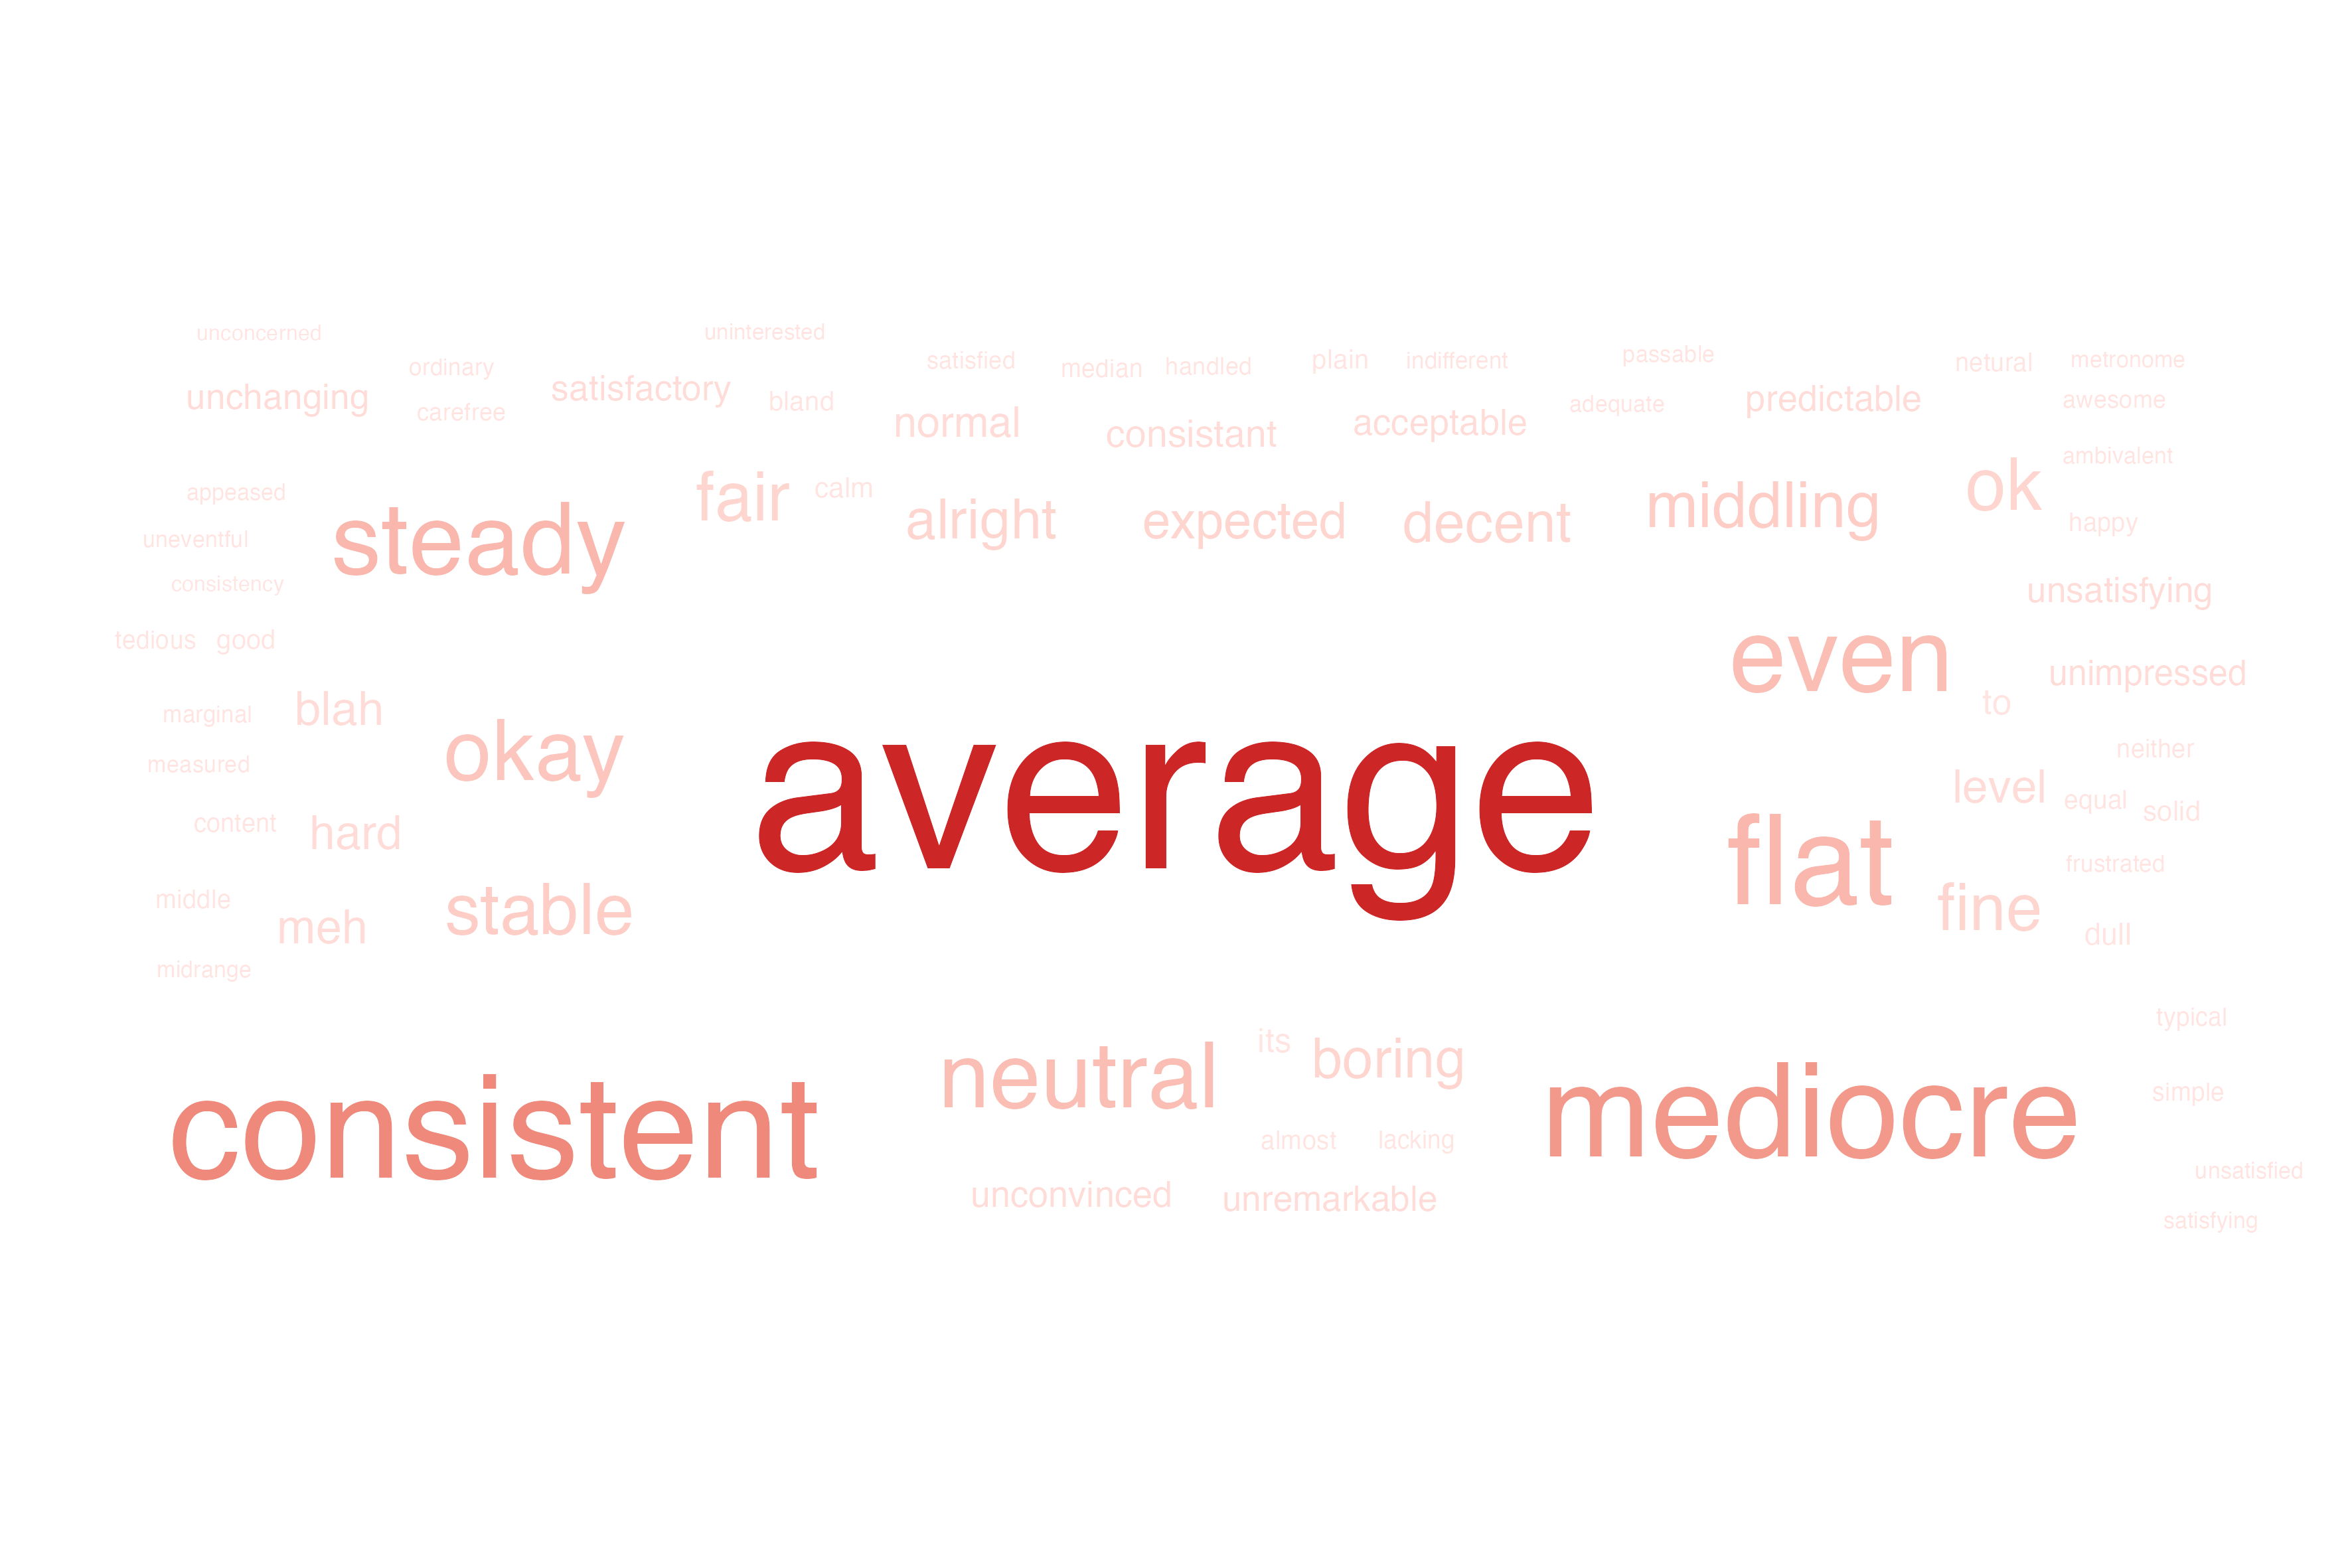 unconcerned
uninterested
ordinary
satisfied
median
handled
plain
indifferent
passable
netural
metronome
unchanging
carefree
satisfactory
bland
normal
consistant
acceptable
adequate
predictable
awesome
ambivalent
appeased
steady
fair
calm
alright
expected
decent
middling
ok
happy
uneventful
consistency
unsatisfying
tedious
good
even
unimpressed
to
marginal
blah
measured
okay
average
neither
level
equal
solid
content
hard
flat
frustrated
middle
meh
stable
fine
dull
midrange
typical
consistent
neutral
its
boring
mediocre
simple
almost
lacking
unconvinced
unremarkable
unsatisfied
satisfying